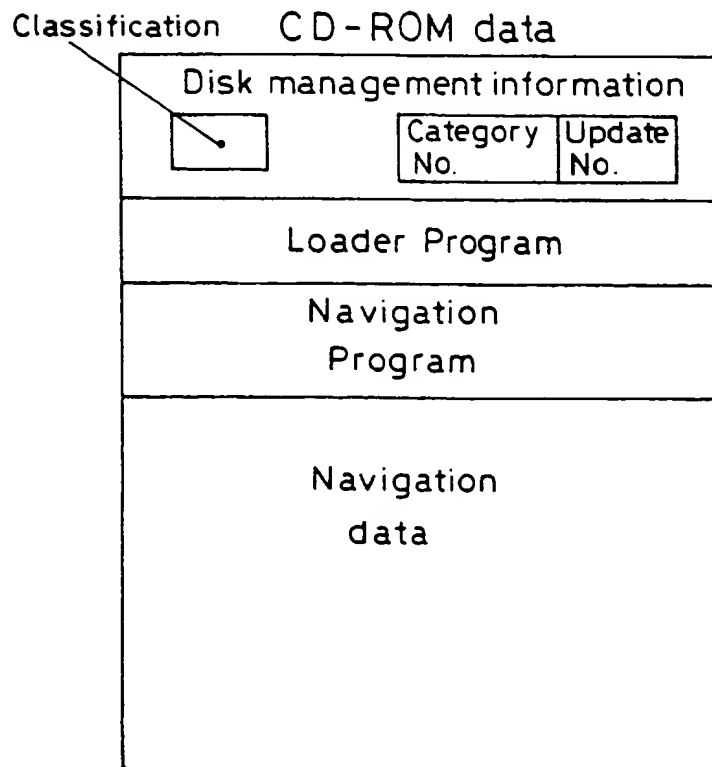 Classification
CD-ROM data
Disk management information
Category
No.
Update
No.
Loader Program
Navigation
Program
Navigation
data